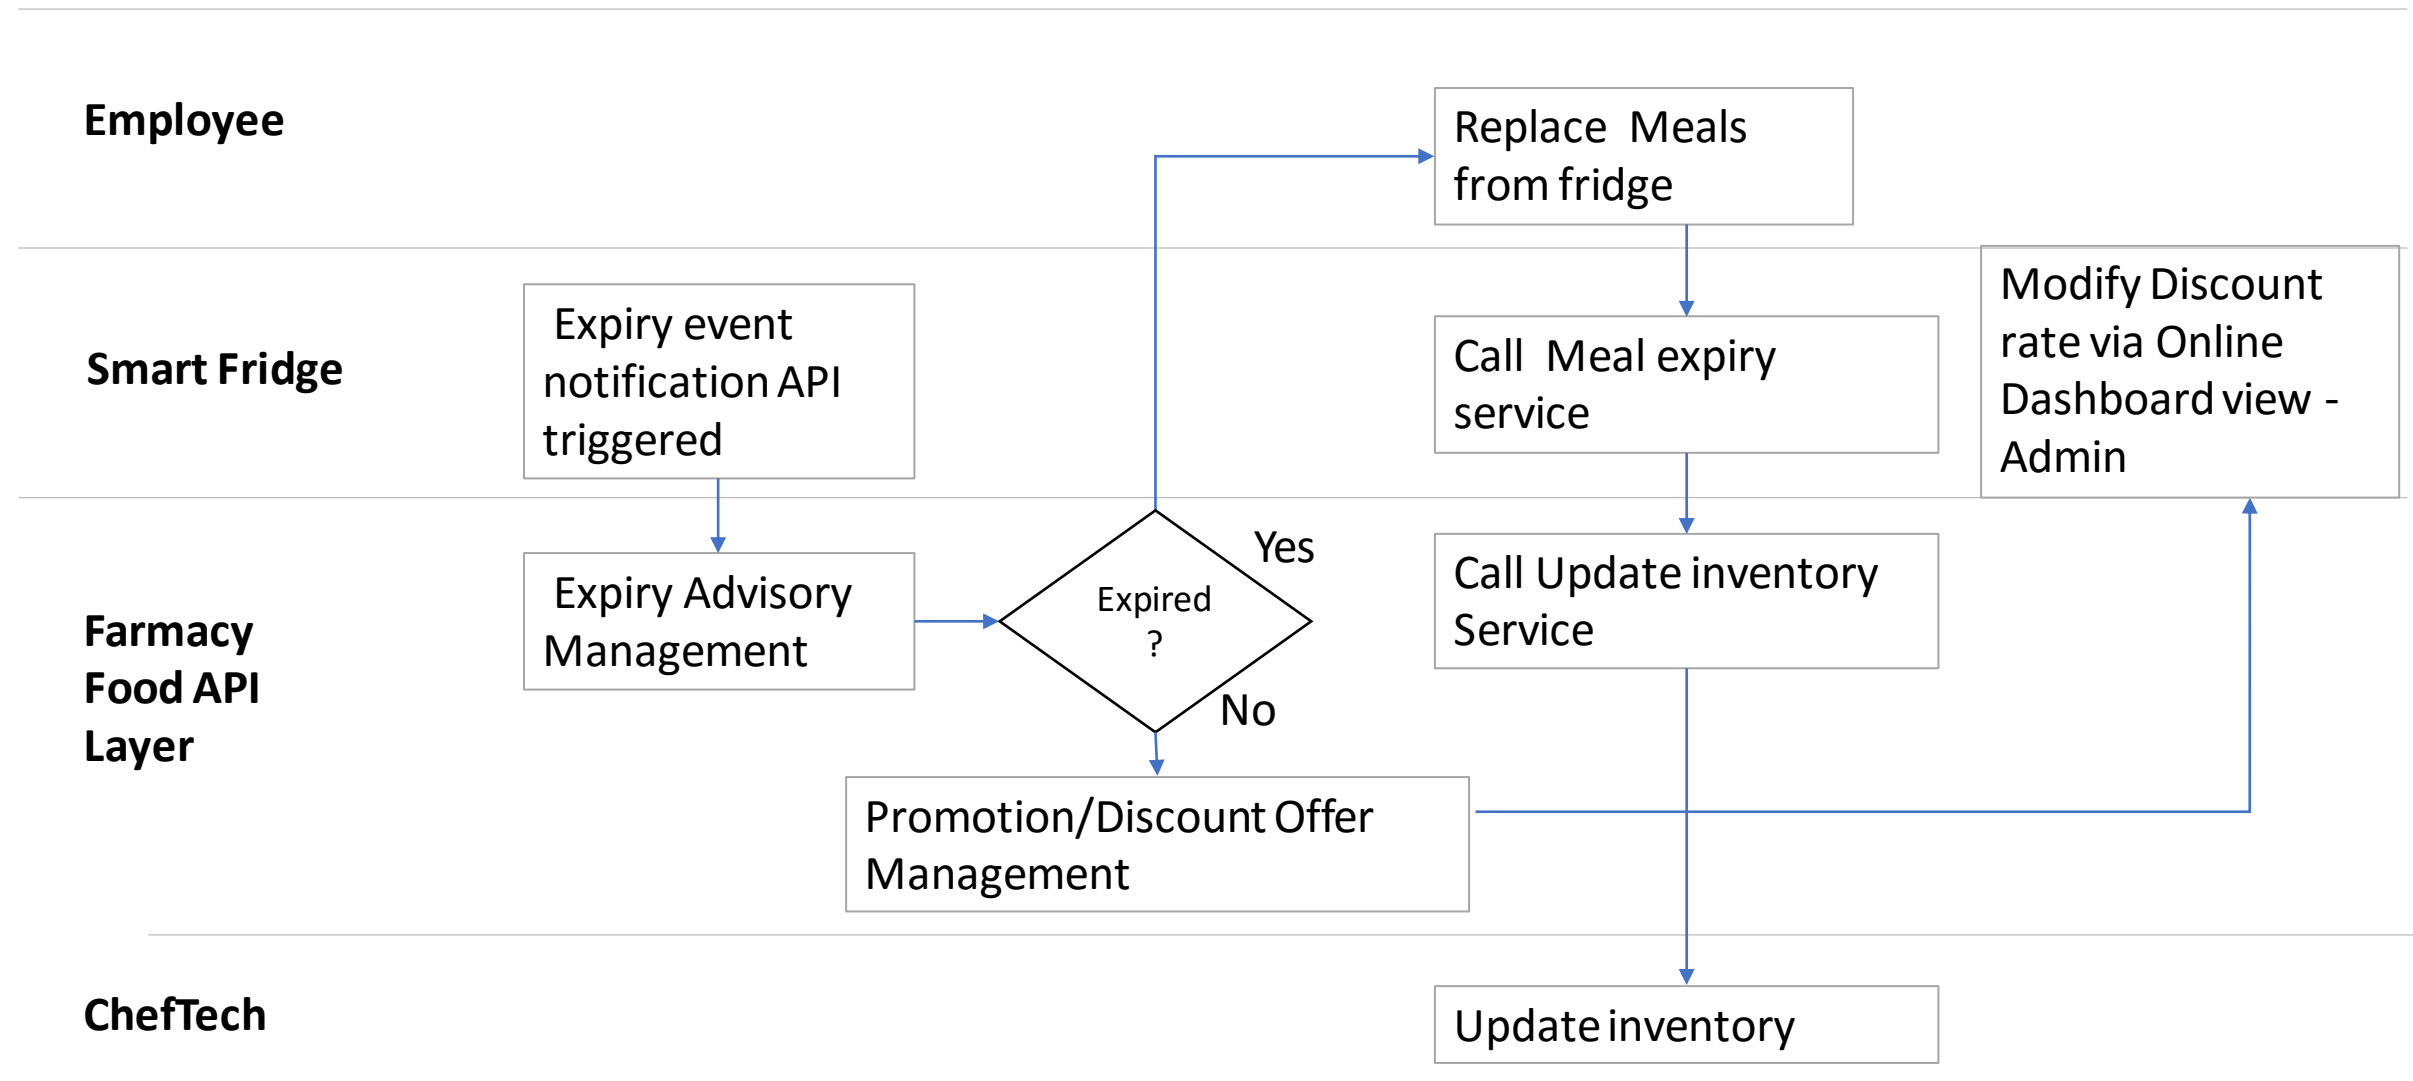 Employee
Replace Meals
from fridge
Smart Fridge
Expiry event
notification API
triggered
Call Meal expiry
service
Modify Discount
rate via Online
Dashboard view -
Admin
Farmacy
Food API
Layer
Expiry Advisory
Management
Expired
?
Yes
No
Call Update inventory
Service
Promotion/Discount Offer
Management
ChefTech
Update inventory